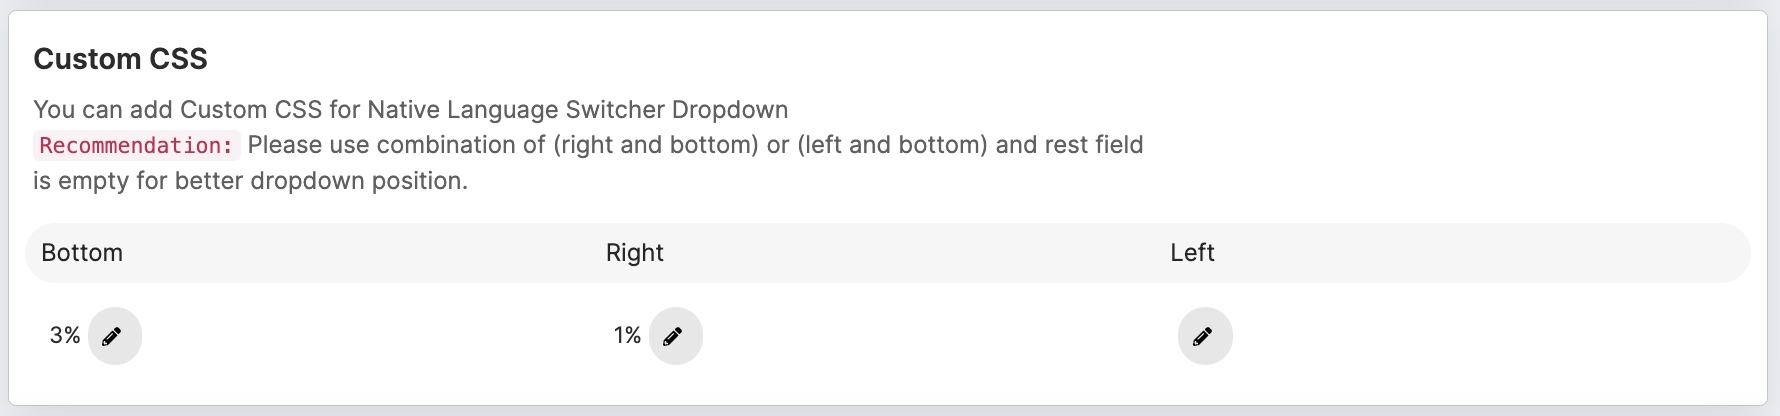 Custom CSS
You can add Custom CSS for Native Language Switcher Dropdown
Recommendation: Please use combination of (right and bottom) or (left and bottom) and rest field
is empty for better dropdown position.
Bottom Right Left
3% 1%